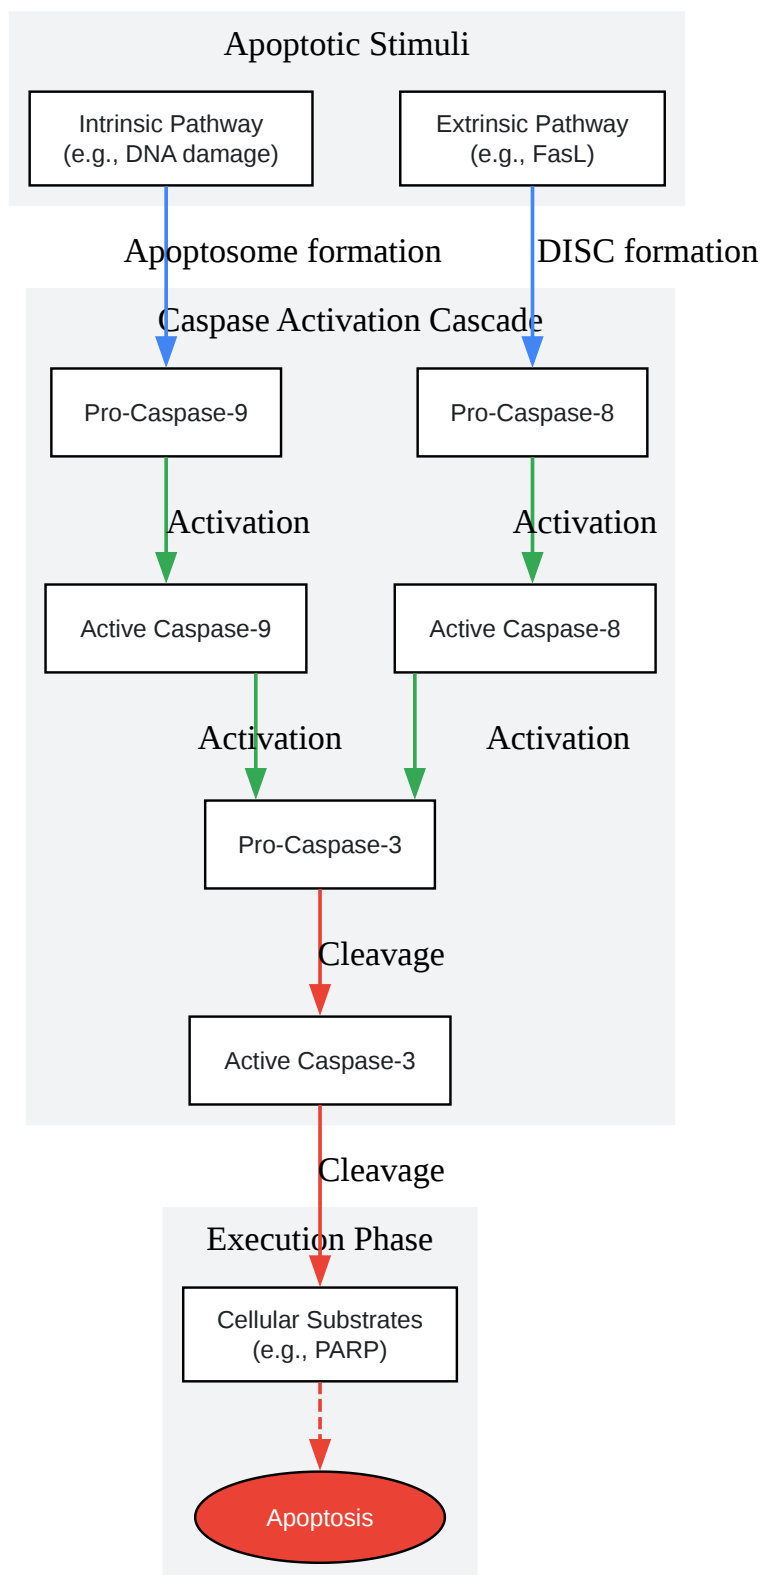 Apoptotic Stimuli
Intrinsic Pathway
(e.g., DNA damage)
Extrinsic Pathway
(e.g., FasL)
Apoptosome formation
DISC formation
Caspase Activation Cascade
Pro-Caspase-9
Pro-Caspase-8
Activation
Activation
Active Caspase-9
Active Caspase-8
Activation
Activation
Pro-Caspase-3
Cleavage
Active Caspase-3
Cleavage
Execution Phase
Cellular Substrates
(e.g., PARP)
Apoptosis